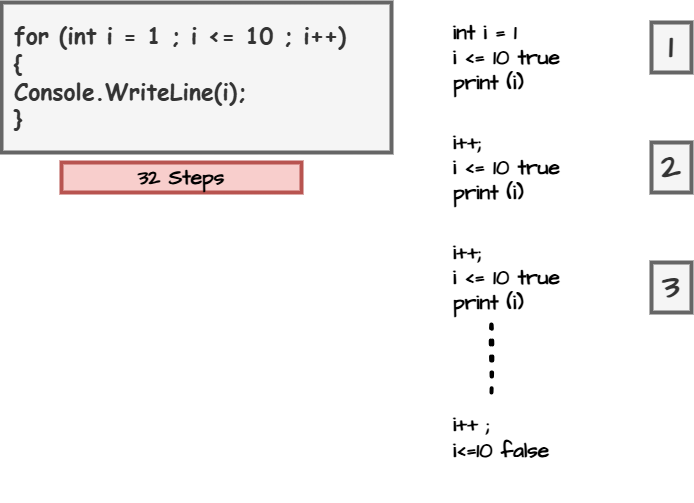 for (int i = 1 ; i <= 10 ; i++)
{
Console.WriteLine(i);
}
32 Steps
int i = 1
i <= 10 true
print (i)
1
i++;
i <= 10 true
print (i)
2
i++;
i <= 10 true
print (i)
3
i++ ;
i<=10 false